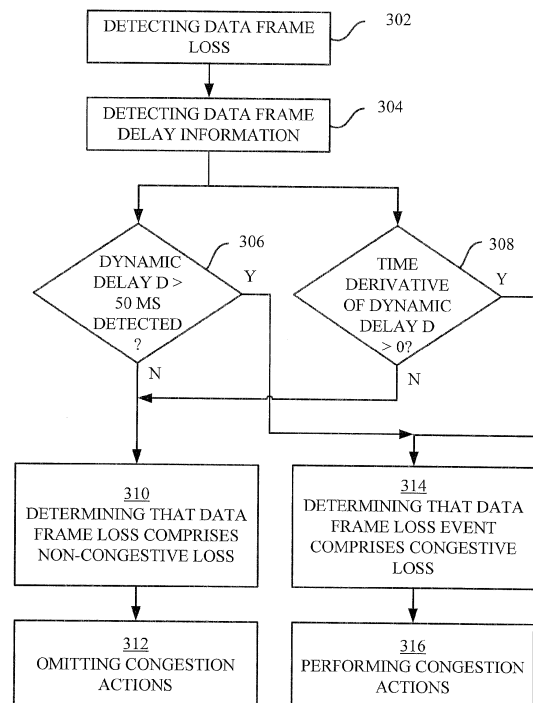 DETECTING DATA FRAME
LOSS
302
DETECTING DATA FRAME
DELAY INFORMATION
304
DYNAMIC
DELAY D >
50 MS
DETECTED
?
306
Y
N
TIME
DERIVATIVE
OF DYNAMIC
DELAY D
> 0?
308
Y
N
310
DETERMINING THAT DATA
FRAME LOSS COMPRISES
NON-CONGESTIVE LOSS
314
DETERMINING THAT DATA
FRAME LOSS EVENT
COMPRISES CONGESTIVE
LOSS
312
OMITTING CONGESTION
ACTIONS
316
PERFORMING CONGESTION
ACTIONS